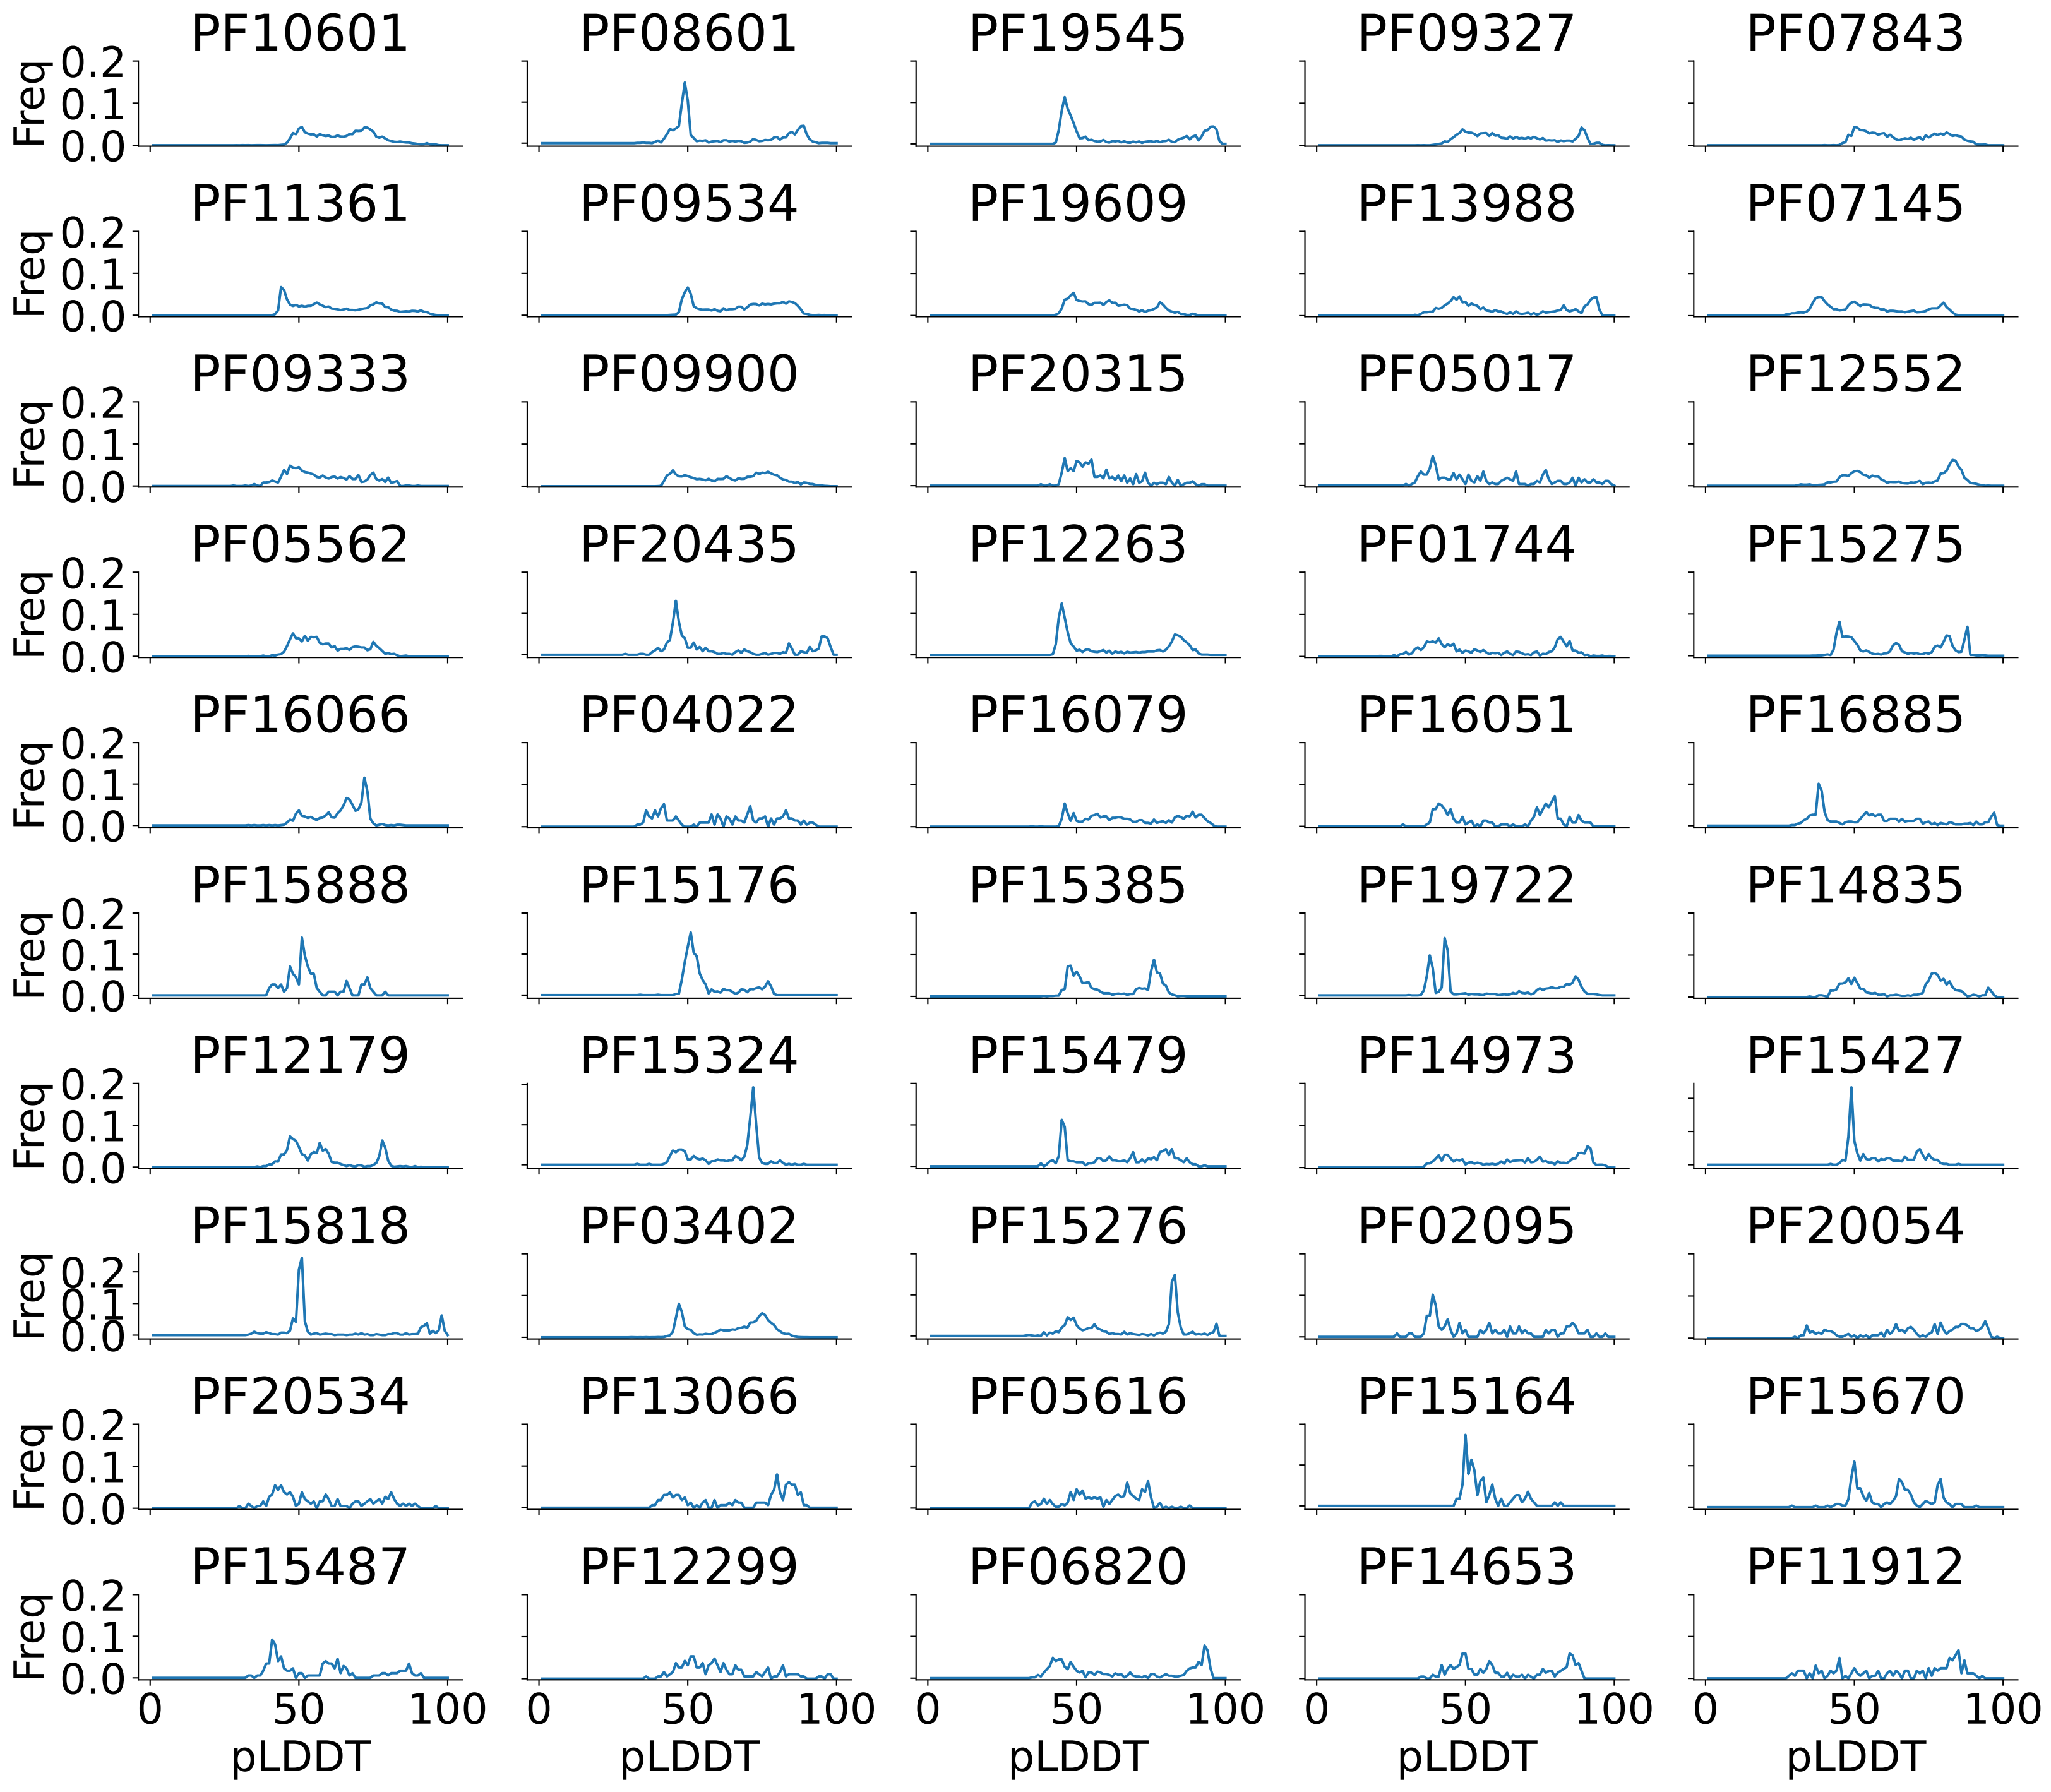 PF10601 PF08601 PF19545 PF09327 PF07843
Freq 0.2 0.1 0.0
PF11361 PF09534 PF19609 PF13988 PF07145
Freq 0.2 0.1 0.0
PF09333 PF09900 PF20315 PF05017 PF12552
Freq 0.2 0.1 0.0
PF05562 PF20435 PF12263 PF01744 PF15275
Freq 0.2 0.1 0.0
PF16066 PF04022 PF16079 PF16051 PF16885
Freq 0.2 0.1 0.0
PF15888 PF15176 PF15385 PF19722 PF14835
Freq 0.2 0.1 0.0
PF12179 PF15324 PF15479 PF14973 PF15427
Freq 0.2 0.1 0.0
PF15818 PF03402 PF15276 PF02095 PF20054
Freq 0.2 0.1 0.0
PF20534 PF13066 PF05616 PF15164 PF15670
Freq 0.2 0.1 0.0
PF15487 PF12299 PF06820 PF14653 PF11912
Freq 0.2 0.1 0.0
0 50 100 0 50 100 0 50 100 0 50 100 0 50 100
pLDDT pLDDT pLDDT pLDDT pLDDT